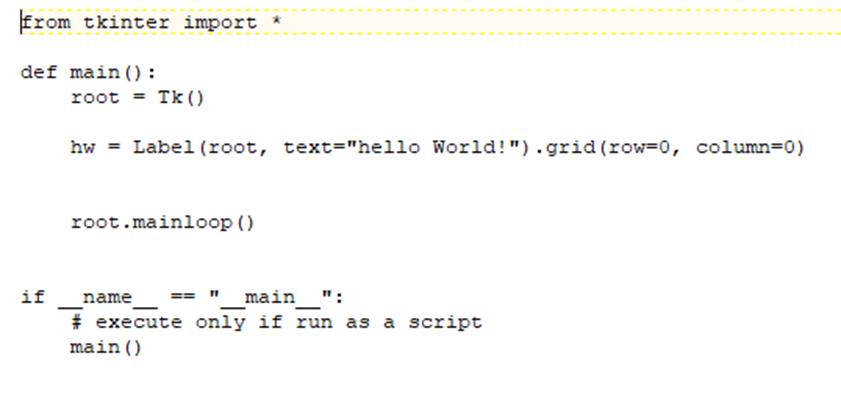 from tkinter import *
def main():
    root = Tk()
    hw = Label(root, text="hello World!").grid(row=0, column=0)
    root.mainloop()
if __name__ == "__main__":
    # execute only if run as a script
    main()